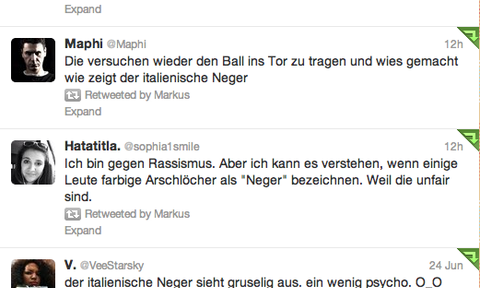 Expand
Maphi @Maphi 12h
Die versuchen wieder den Ball ins Tor zu tragen und wies gemacht
wie zeigt der italienische Neger
Retweeted by Markus
Expand
Hatatitla. @sophia1smile 12h
Ich bin gegen Rassismus. Aber ich kann es verstehen, wenn einige
Leute farbige Arschlöcher als "Neger" bezeichnen. Weil die unfair
sind.
Retweeted by Markus
Expand
V. @VeeStarsky 24 Jun
der italienische Neger sieht gruselig aus. ein wenig psycho. O_O